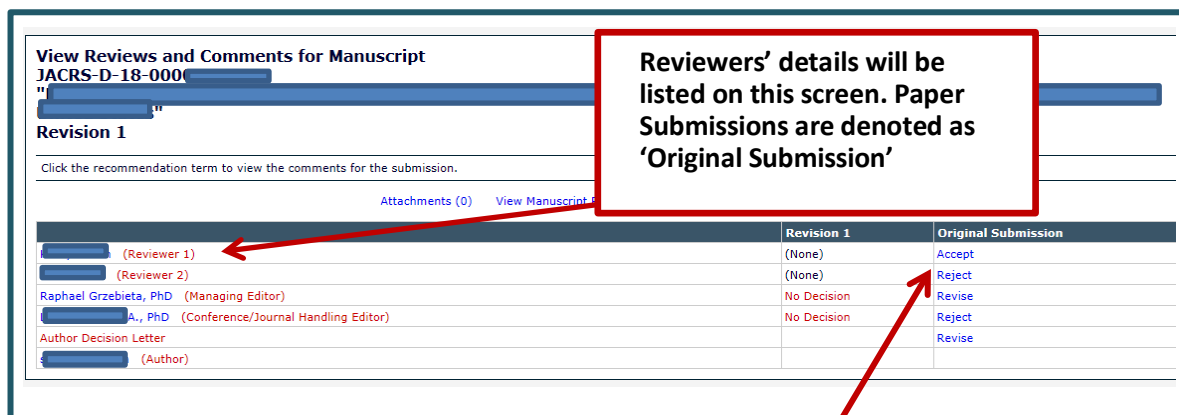 View Reviews and Comments for Manuscript
JACRS-D-18-000
"
"
Revision 1
Reviewers' details will be
listed on this screen. Paper
Submissions are denoted as
'Original Submission'
Click the recommendation term to view the comments for the submission.
Attachments (0) View Manuscript
Revision 1 Original Submission
(Reviewer 1) (None) Accept
(Reviewer 2) (None) Reject
Raphael Grzebieta, PhD (Managing Editor) No Decision Revise
A., PhD (Conference/Journal Handling Editor) No Decision Reject
Author Decision Letter Revise
(Author)